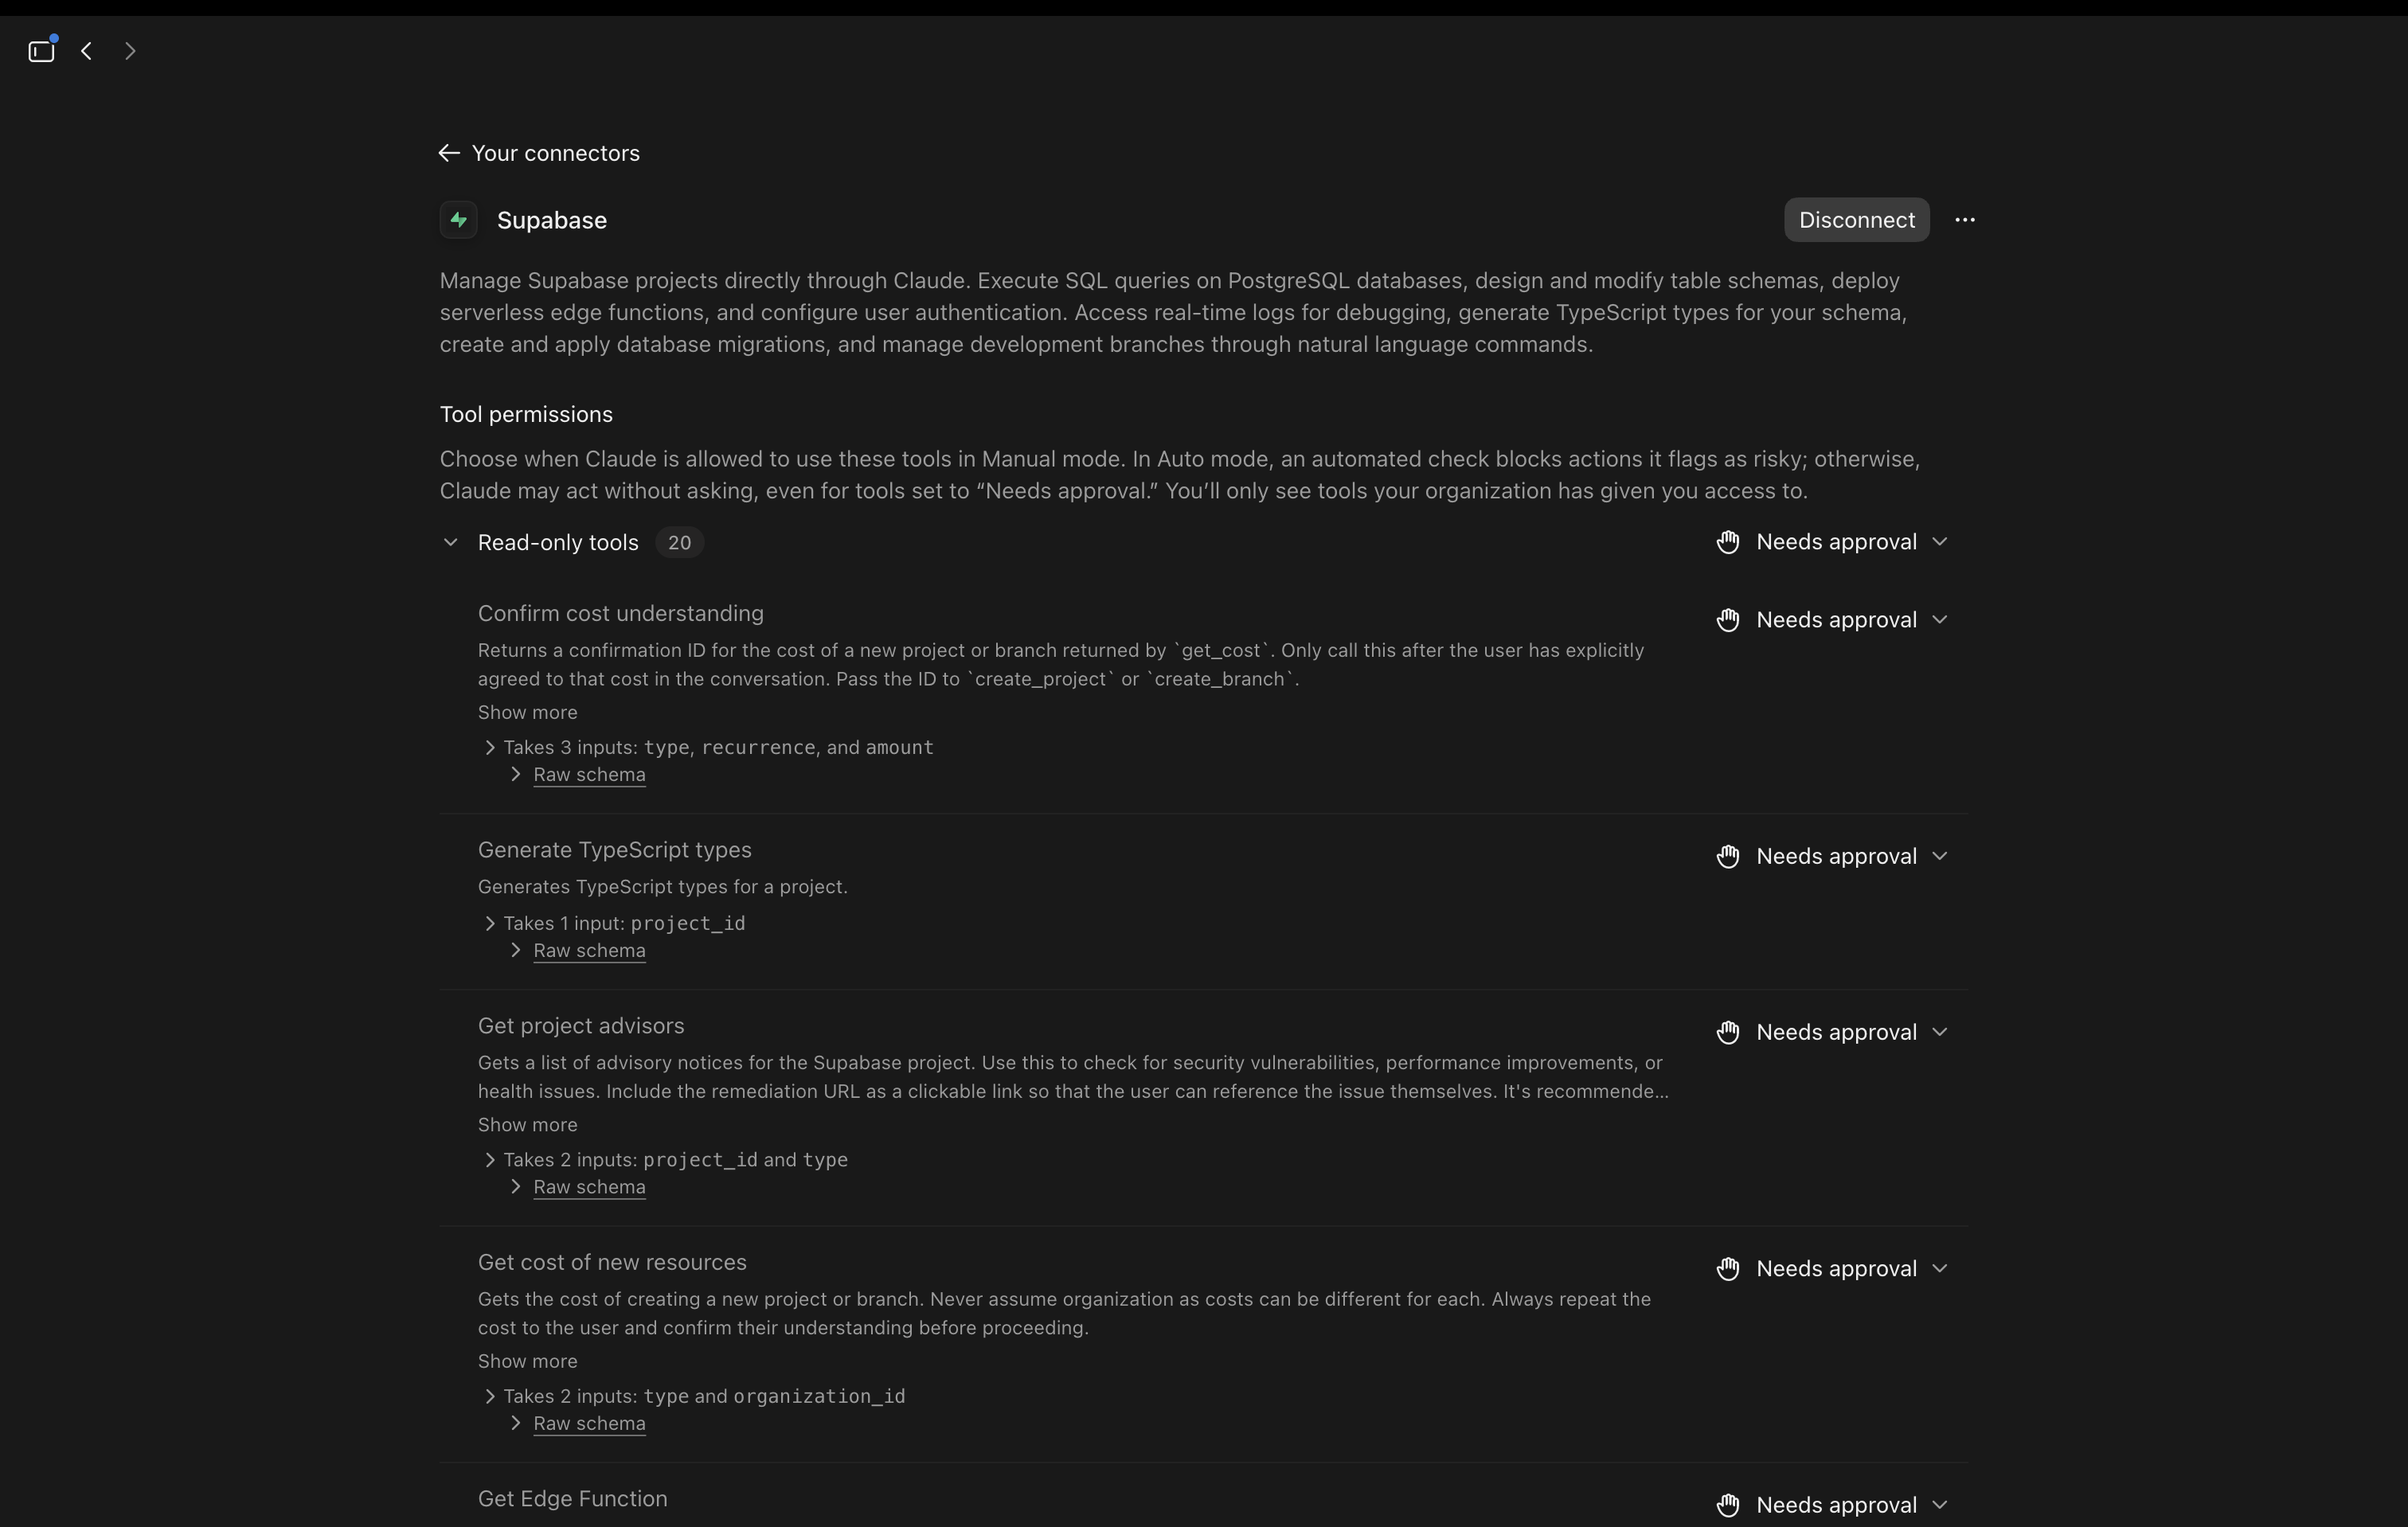 Your connectors
Supabase
Disconnect
Manage Supabase projects directly through Claude. Execute SQL queries on PostgreSQL databases, design and modify table schemas, deploy
serverless edge functions, and configure user authentication. Access real-time logs for debugging, generate TypeScript types for your schema,
create and apply database migrations, and manage development branches through natural language commands.
Tool permissions
Choose when Claude is allowed to use these tools in Manual mode. In Auto mode, an automated check blocks actions it flags as risky; otherwise,
Claude may act without asking, even for tools set to “Needs approval.” You’ll only see tools your organization has given you access to.
Read-only tools 20 Needs approval
Confirm cost understanding Needs approval
Returns a confirmation ID for the cost of a new project or branch returned by `get_cost`. Only call this after the user has explicitly
agreed to that cost in the conversation. Pass the ID to `create_project` or `create_branch`.
Show more
Takes 3 inputs: type, recurrence, and amount
Raw schema
Generate TypeScript types Needs approval
Generates TypeScript types for a project.
Takes 1 input: project_id
Raw schema
Get project advisors Needs approval
Gets a list of advisory notices for the Supabase project. Use this to check for security vulnerabilities, performance improvements, or
health issues. Include the remediation URL as a clickable link so that the user can reference the issue themselves. It's recommende...
Show more
Takes 2 inputs: project_id and type
Raw schema
Get cost of new resources Needs approval
Gets the cost of creating a new project or branch. Never assume organization as costs can be different for each. Always repeat the
cost to the user and confirm their understanding before proceeding.
Show more
Takes 2 inputs: type and organization_id
Raw schema
Get Edge Function Needs approval